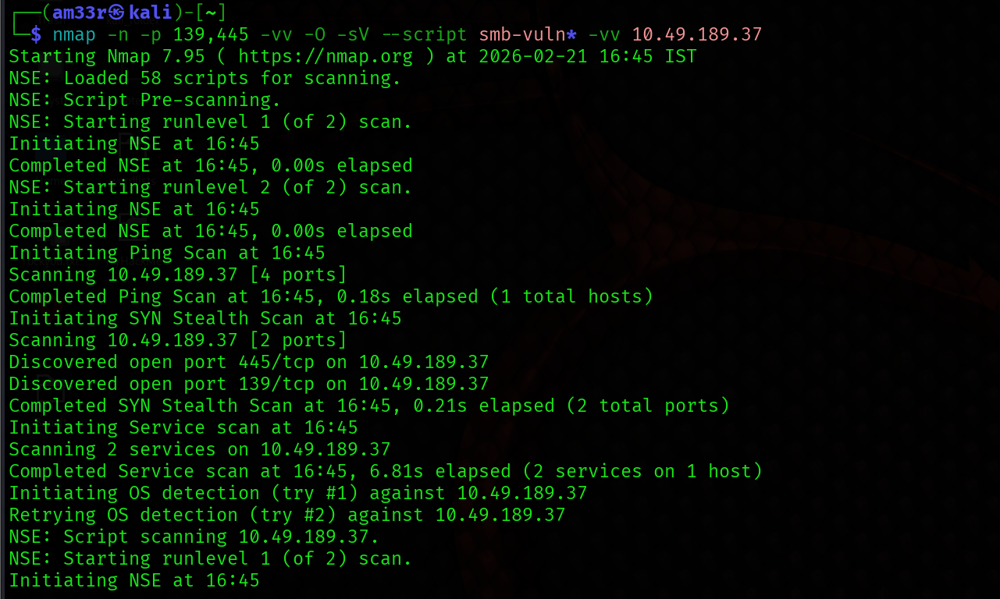 ┌──(am33r㉿kali)-[~]
└─$ nmap -n -p 139,445 -vv -O -sV --script smb-vuln* -vv 10.49.189.37
Starting Nmap 7.95 ( https://nmap.org ) at 2026-02-21 16:45 IST
NSE: Loaded 58 scripts for scanning.
NSE: Script Pre-scanning.
NSE: Starting runlevel 1 (of 2) scan.
Initiating NSE at 16:45
Completed NSE at 16:45, 0.00s elapsed
NSE: Starting runlevel 2 (of 2) scan.
Initiating NSE at 16:45
Completed NSE at 16:45, 0.00s elapsed
Initiating Ping Scan at 16:45
Scanning 10.49.189.37 [4 ports]
Completed Ping Scan at 16:45, 0.18s elapsed (1 total hosts)
Initiating SYN Stealth Scan at 16:45
Scanning 10.49.189.37 [2 ports]
Discovered open port 445/tcp on 10.49.189.37
Discovered open port 139/tcp on 10.49.189.37
Completed SYN Stealth Scan at 16:45, 0.21s elapsed (2 total ports)
Initiating Service scan at 16:45
Scanning 2 services on 10.49.189.37
Completed Service scan at 16:45, 6.81s elapsed (2 services on 1 host)
Initiating OS detection (try #1) against 10.49.189.37
Retrying OS detection (try #2) against 10.49.189.37
NSE: Script scanning 10.49.189.37.
NSE: Starting runlevel 1 (of 2) scan.
Initiating NSE at 16:45